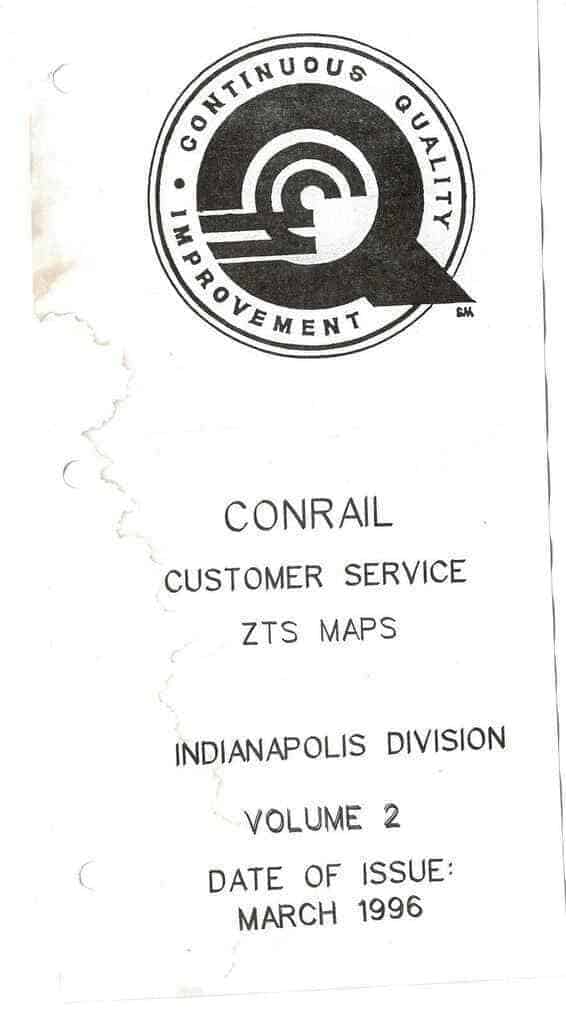 CONTINUOUS QUALITY
IMPROVEMENT
SM
CONRAIL
CUSTOMER SERVICE
ZTS MAPS
INDIANAPOLIS DIVISION
VOLUME 2
DATE OF ISSUE:
MARCH 1996